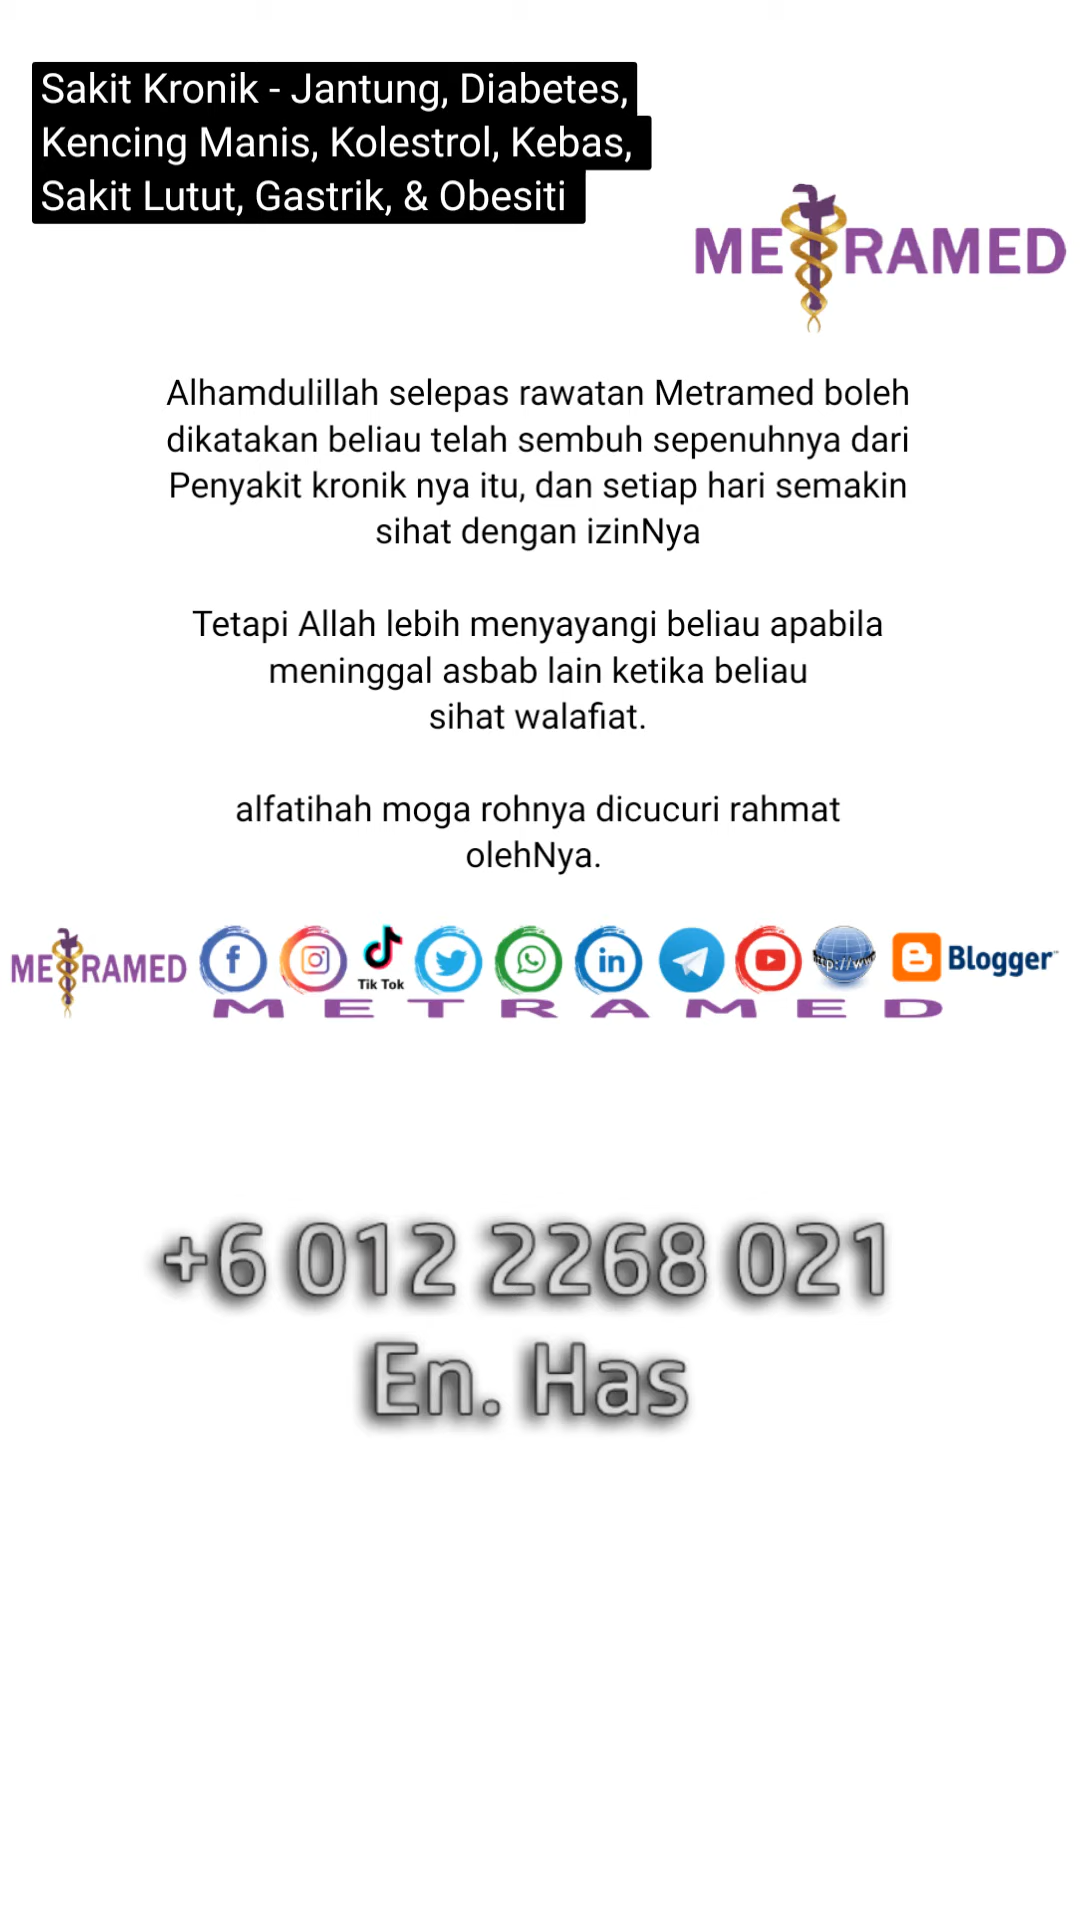 Sakit Kronik - Jantung, Diabetes,
Kencing Manis, Kolestrol, Kebas,
Sakit Lutut, Gastrik, & Obesiti
METRAMED
Alhamdulillah selepas rawatan Metramed boleh
dikatakan beliau telah sembuh sepenuhnya dari
Penyakit kronik nya itu, dan setiap hari semakin
sihat dengan izinNya
Tetapi Allah lebih menyayangi beliau apabila
meninggal asbab lain ketika beliau
sihat walafiat.
alfatihah moga rohnya dicucuri rahmat
olehNya.
METRAMED f Tik Tok in http://www Blogger
METRAMED
+6 012 2268 021
En. Has